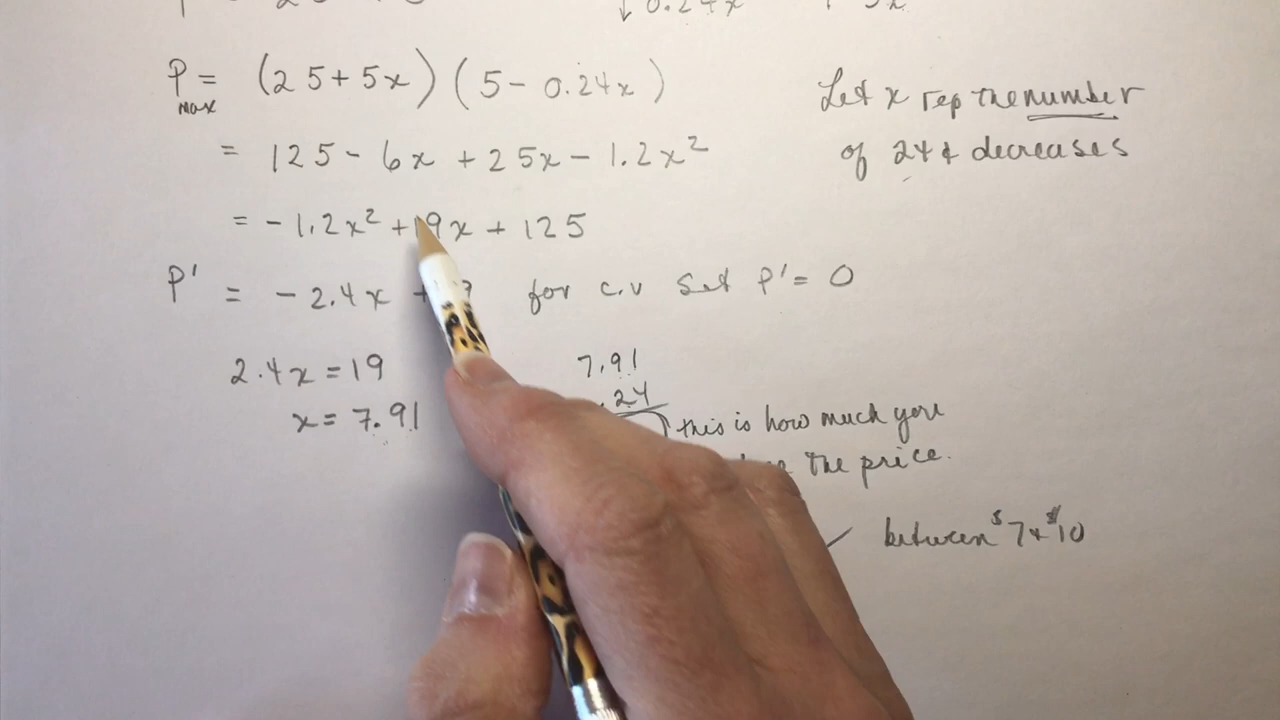 ↓ 0.24x
P = (25+5x)(5-0.24x)
max
= 125 - 6x + 25x - 1.2x²
= -1.2x² + 19x + 125
P' = -2.4x + for c.v set P' = 0
2.4x = 19
x = 7.91
Let x rep the number
of 24¢ decreases
7.91
.24
this is how much you
the price.
between $7 + $10